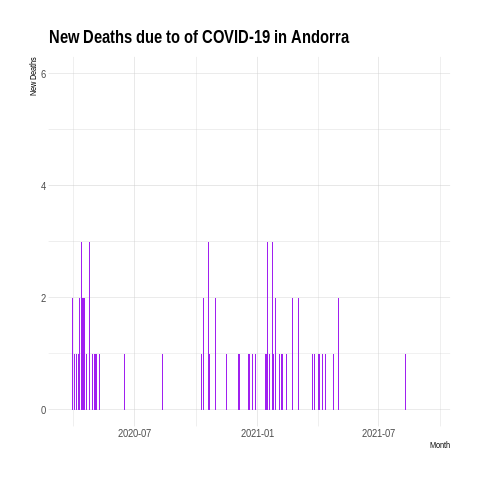 New Deaths due to of COVID-19 in Andorra
New Deaths
6
4
2
0
2020-07
2021-01
2021-07
Month